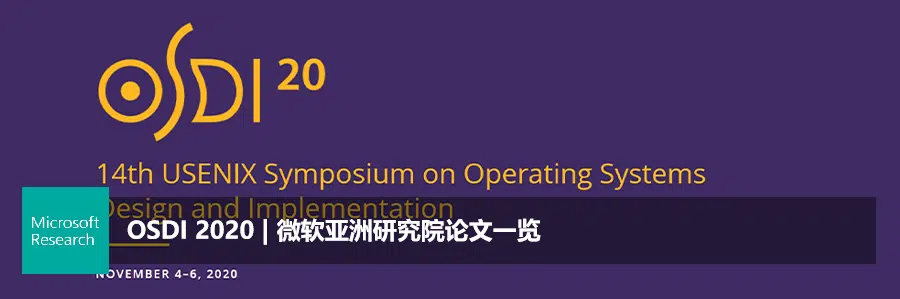 OSDI 20
14th USENIX Symposium on Operating Systems
Design and Implementation
Microsoft
Research
OSDI 2020 | 微软亚洲研究院论文一览
NOVEMBER 4–6, 2020